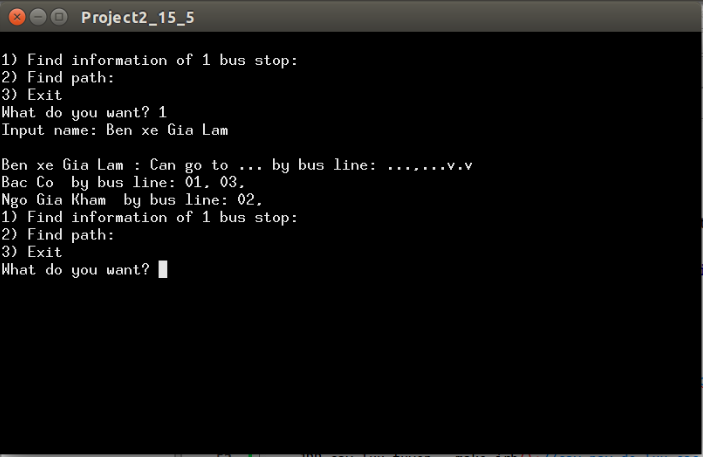 Project2_15_5
1) Find information of 1 bus stop:
2) Find path:
3) Exit
What do you want? 1
Input name: Ben xe Gia Lam
Ben xe Gia Lam : Can go to ... by bus line: ...,...v.v
Bac Co  by bus line: 01, 03,
Ngo Gia Kham  by bus line: 02,
1) Find information of 1 bus stop:
2) Find path:
3) Exit
What do you want?